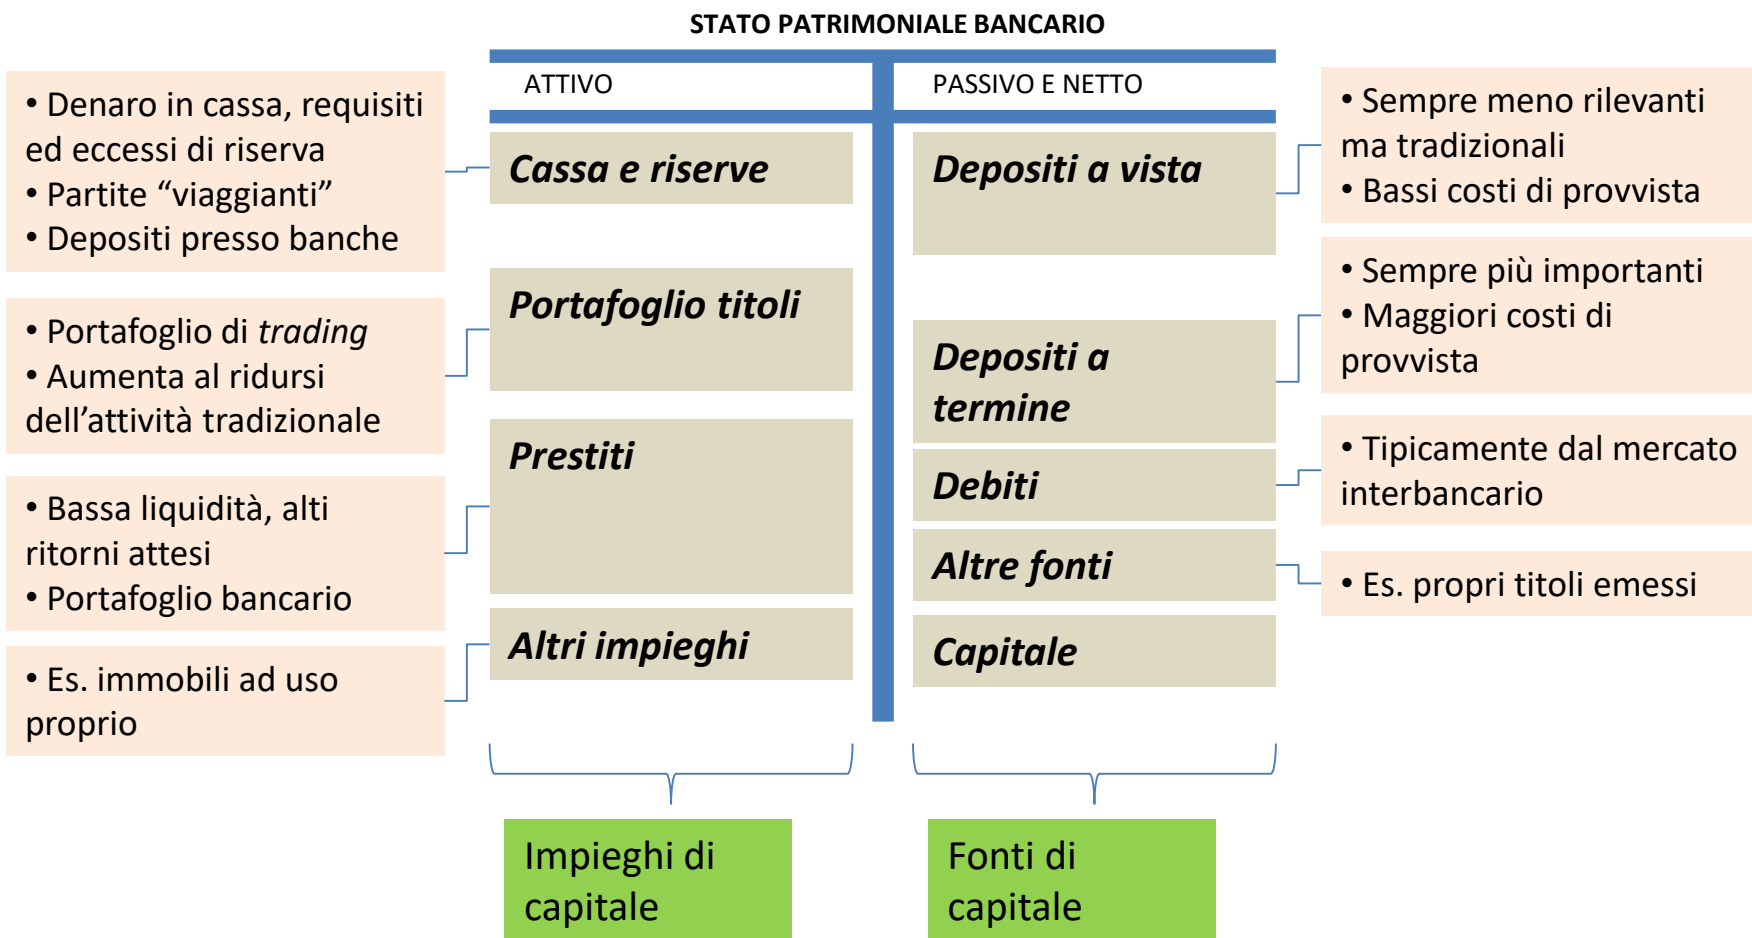 STATO PATRIMONIALE BANCARIO
ATTIVO
PASSIVO E NETTO
• Denaro in cassa, requisiti
ed eccessi di riserva
• Partite “viaggianti”
• Depositi presso banche
• Portafoglio di trading
• Aumenta al ridursi
dell’attività tradizionale
• Bassa liquidità, alti
ritorni attesi
• Portafoglio bancario
• Es. immobili ad uso
proprio
Cassa e riserve
Portafoglio titoli
Prestiti
Altri impieghi
Depositi a vista
Depositi a
termine
Debiti
Altre fonti
Capitale
• Sempre meno rilevanti
ma tradizionali
• Bassi costi di provvista
• Sempre più importanti
• Maggiori costi di
provvista
• Tipicamente dal mercato
interbancario
• Es. propri titoli emessi
Impieghi di
capitale
Fonti di
capitale